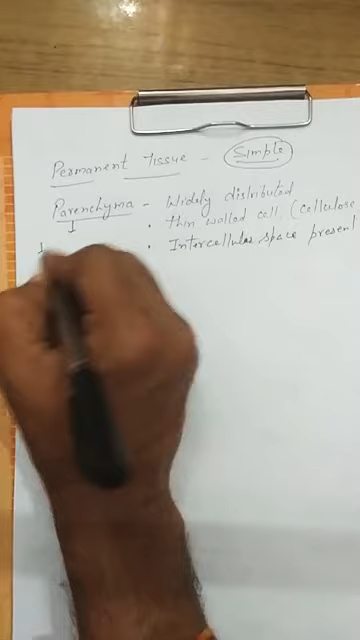 Permanent Tissue - Simple
Parenchyma - Widely distributed
. Thin walled cell. (cellulose
. Intercellular space present